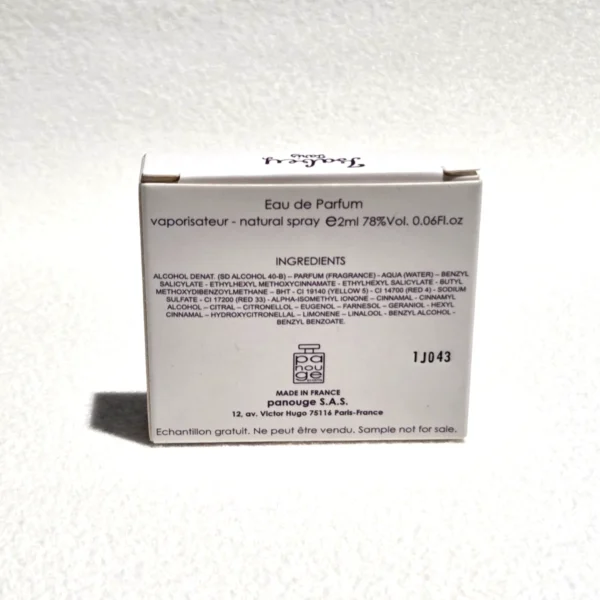 Isabey
Paris
Eau de Parfum
vaporisateur - natural spray ℮2ml 78%Vol. 0.06Fl.oz
INGREDIENTS
ALCOHOL DENAT. (SD ALCOHOL 40-B) – PARFUM (FRAGRANCE) - AQUA (WATER) – BENZYL
SALICYLATE - ETHYLHEXYL METHOXYCINNAMATE - ETHYLHEXYL SALICYLATE - BUTYL
METHOXYDIBENZOYLMETHANE – BHT - CI 19140 (YELLOW 5) - CI 14700 (RED 4) - SODIUM
SULFATE - CI 17200 (RED 33) - ALPHA-ISOMETHYL IONONE – CINNAMAL - CINNAMYL
ALCOHOL – CITRAL – CITRONELLOL – EUGENOL – FARNESOL – GERANIOL - HEXYL
CINNAMAL – HYDROXYCITRONELLAL – LIMONENE – LINALOOL - BENZYL ALCOHOL -
BENZYL BENZOATE.
pa
nou
ge
1J043
MADE IN FRANCE
panouge S.A.S.
12, av. Victor Hugo 75116 Paris-France
Echantillon gratuit. Ne peut être vendu. Sample not for sale.